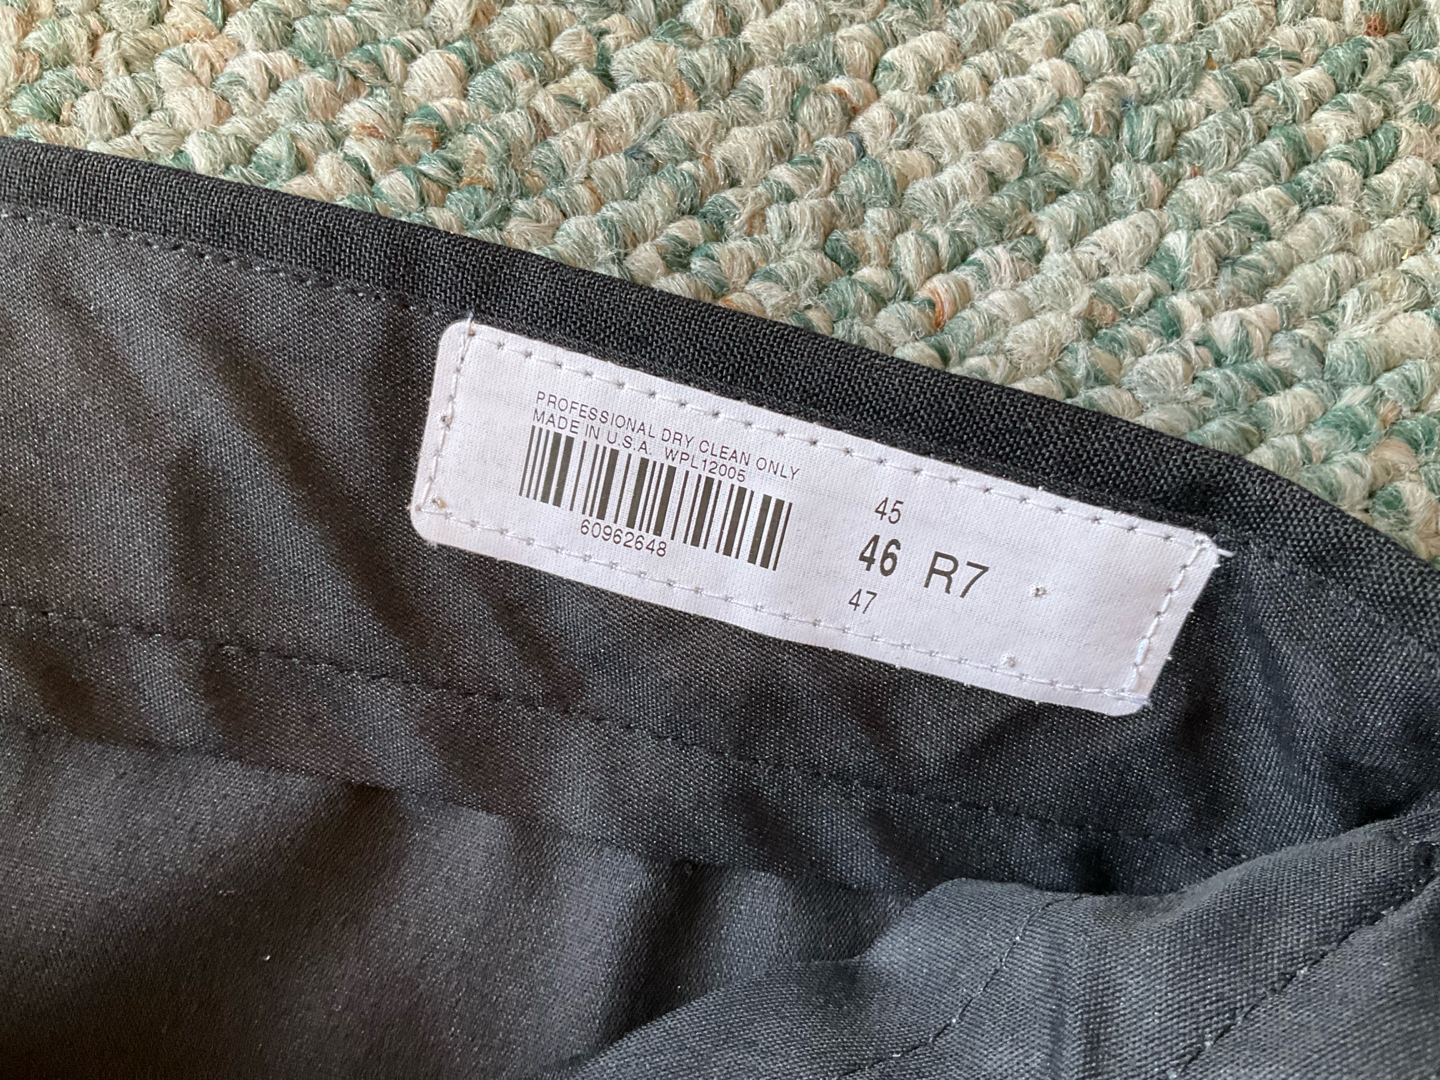 PROFESSIONAL DRY CLEAN ONLY
MADE IN U.S.A. WPL12005
60962648
45
46 R7
47